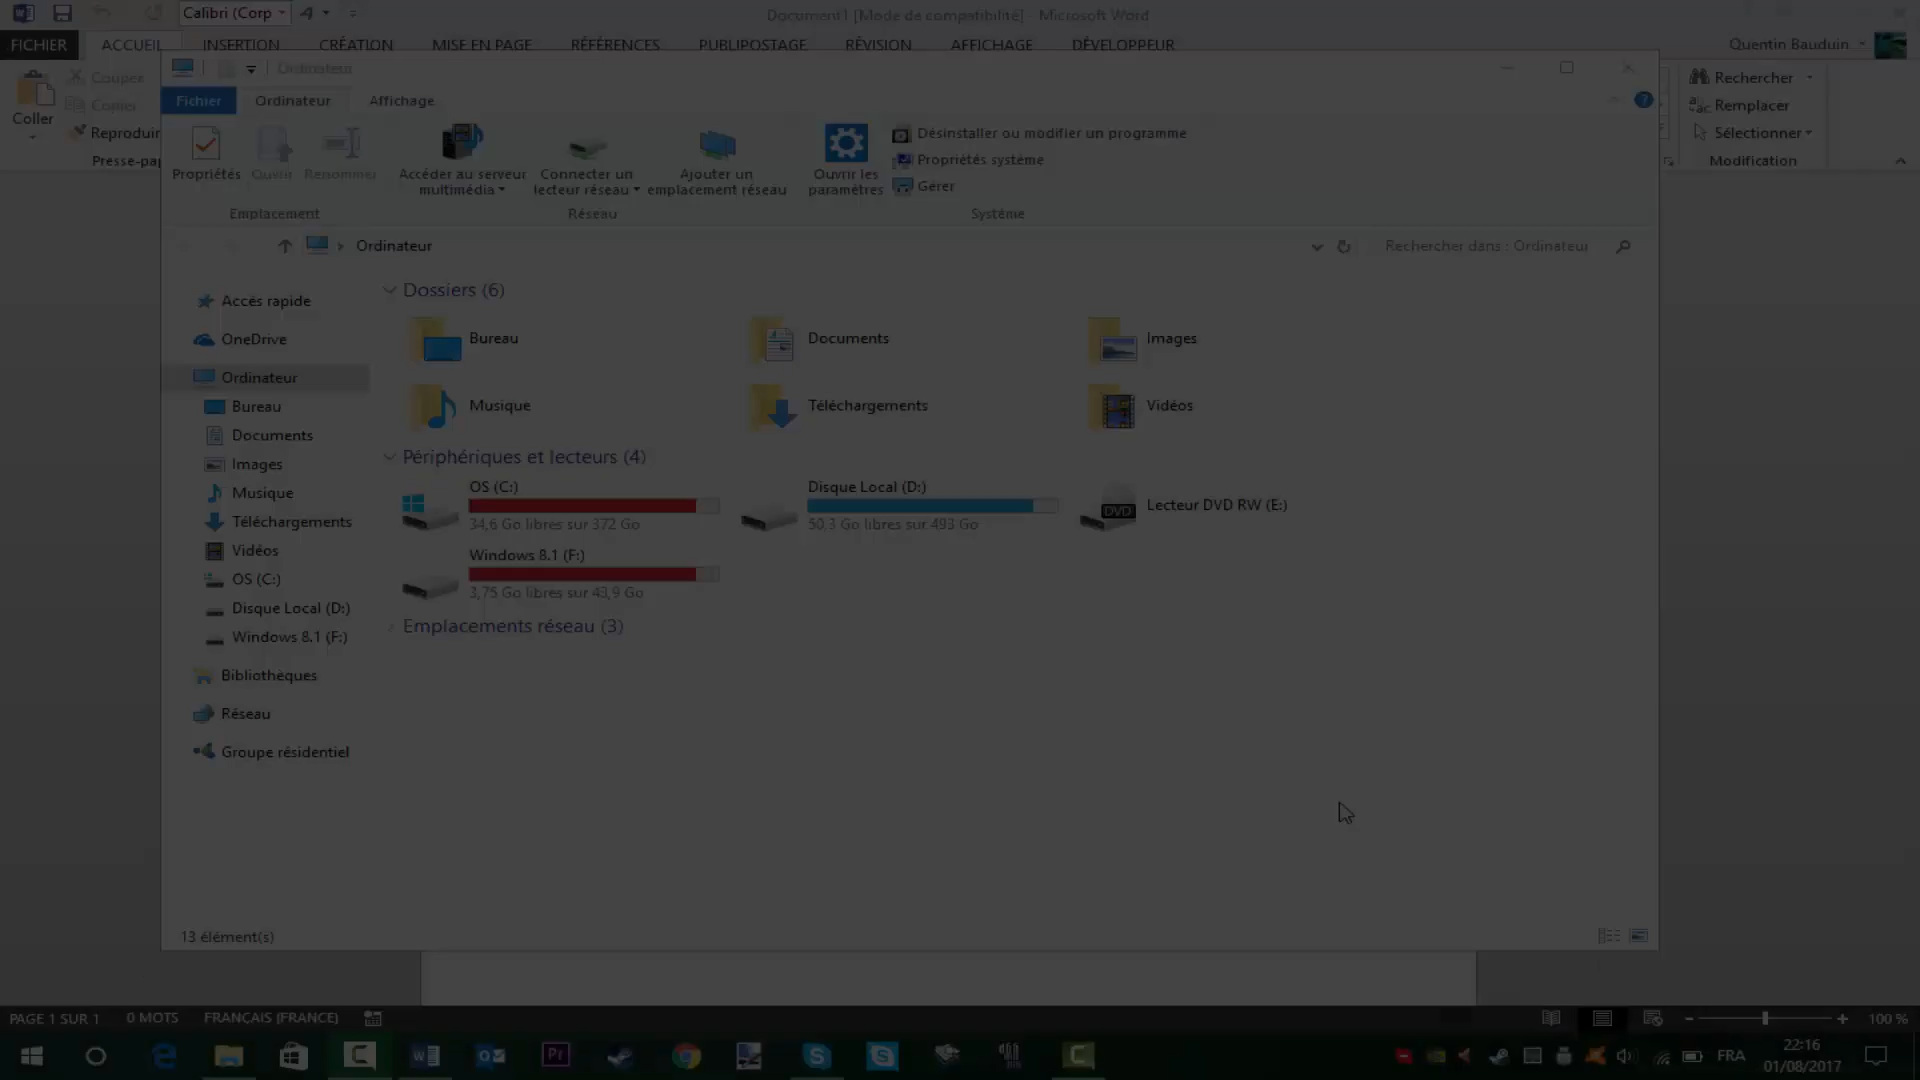 Calibri (Corp
Document1 [Mode de compatibilité] - Microsoft Word
FICHIER ACCUEIL INSERTION CRÉATION MISE EN PAGE RÉFÉRENCES PUBLIPOSTAGE RÉVISION AFFICHAGE DÉVELOPPEUR
Quentin Bauduin
Coller
Couper
Copier
Reproduir
Presse-pap
Rechercher
Remplacer
Sélectionner
Modification
Ordinateur
Fichier Ordinateur Affichage
Propriétés
Ouvrir
Renommer
Emplacement
Accéder au serveur
multimédia
Connecter un
lecteur réseau
Ajouter un
emplacement réseau
Réseau
Ouvrir les
paramètres
Désinstaller ou modifier un programme
Propriétés système
Gérer
Système
Ordinateur
Rechercher dans : Ordinateur
Accès rapide
OneDrive
Ordinateur
Bureau
Documents
Images
Musique
Téléchargements
Vidéos
OS (C:)
Disque Local (D:)
Windows 8.1 (F:)
Bibliothèques
Réseau
Groupe résidentiel
Dossiers (6)
Bureau
Documents
Images
Musique
Téléchargements
Vidéos
Périphériques et lecteurs (4)
OS (C:)
34,6 Go libres sur 372 Go
Disque Local (D:)
50,3 Go libres sur 493 Go
DVD
Lecteur DVD RW (E:)
Windows 8.1 (F:)
3,75 Go libres sur 43,9 Go
Emplacements réseau (3)
13 élément(s)
PAGE 1 SUR 1 0 MOTS FRANÇAIS (FRANCE)
100 %
FRA
22:16
01/08/2017